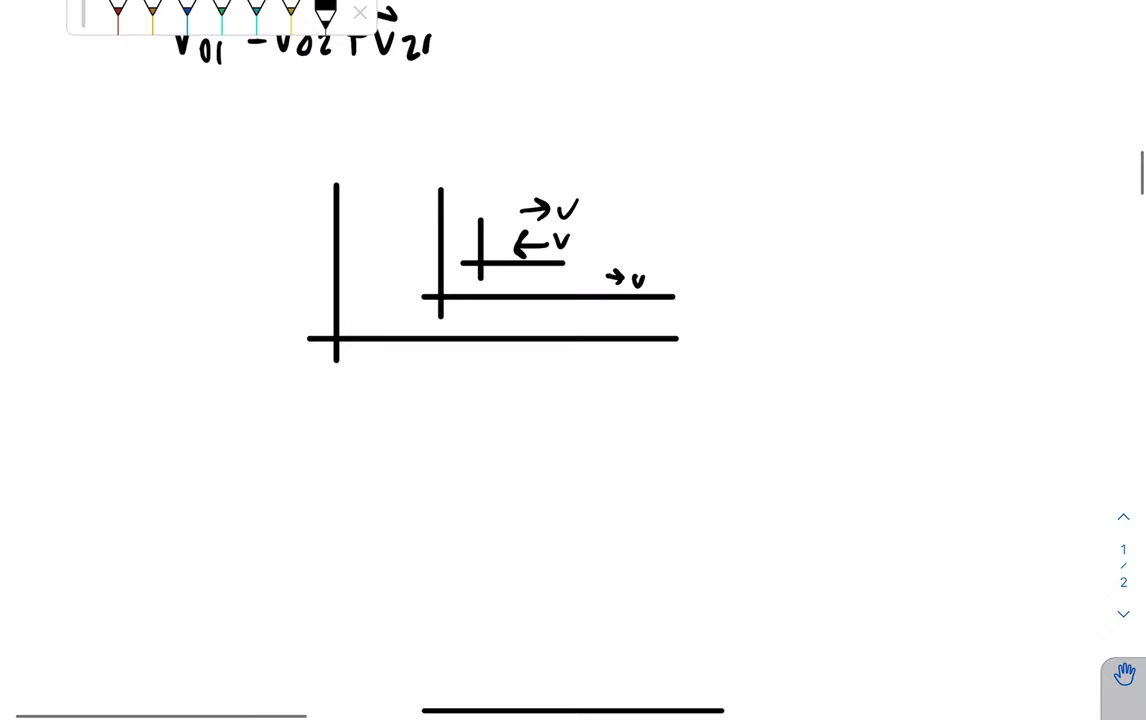 V01 = V02 + V21
→ v
← v
→ v
1
/
2